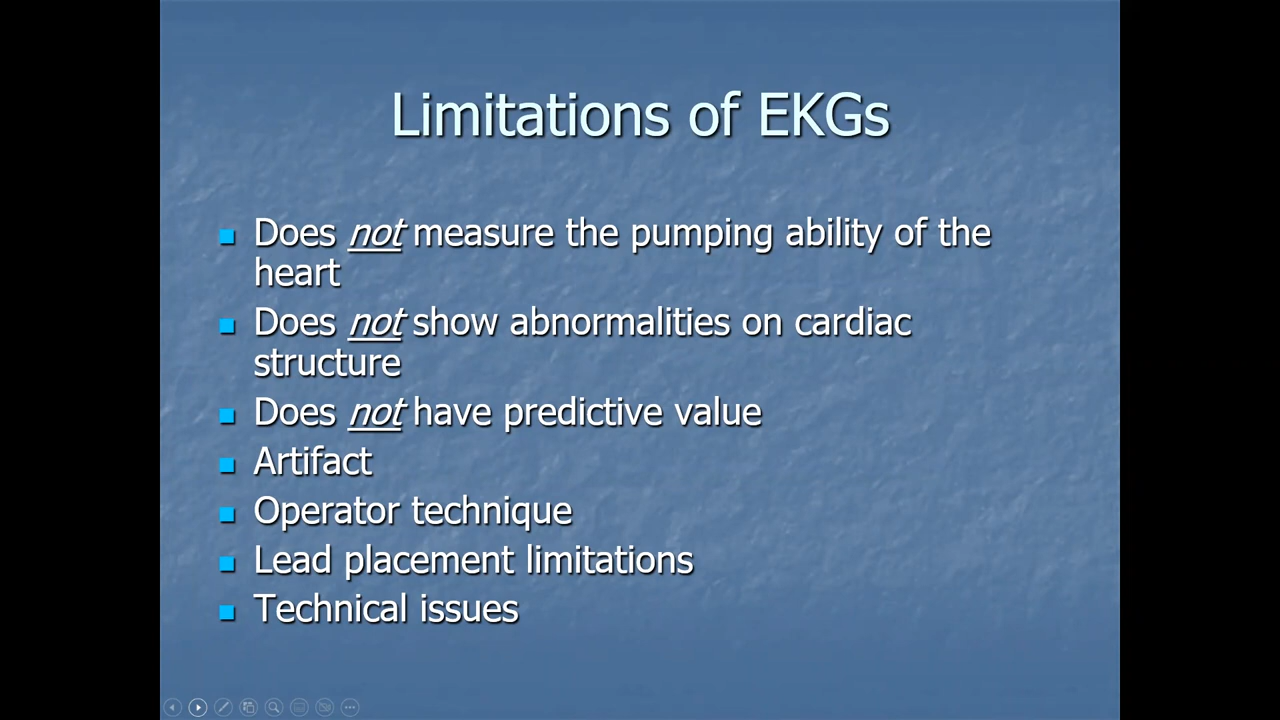 Limitations of EKGs
Does not measure the pumping ability of the
heart
Does not show abnormalities on cardiac
structure
Does not have predictive value
Artifact
Operator technique
Lead placement limitations
Technical issues